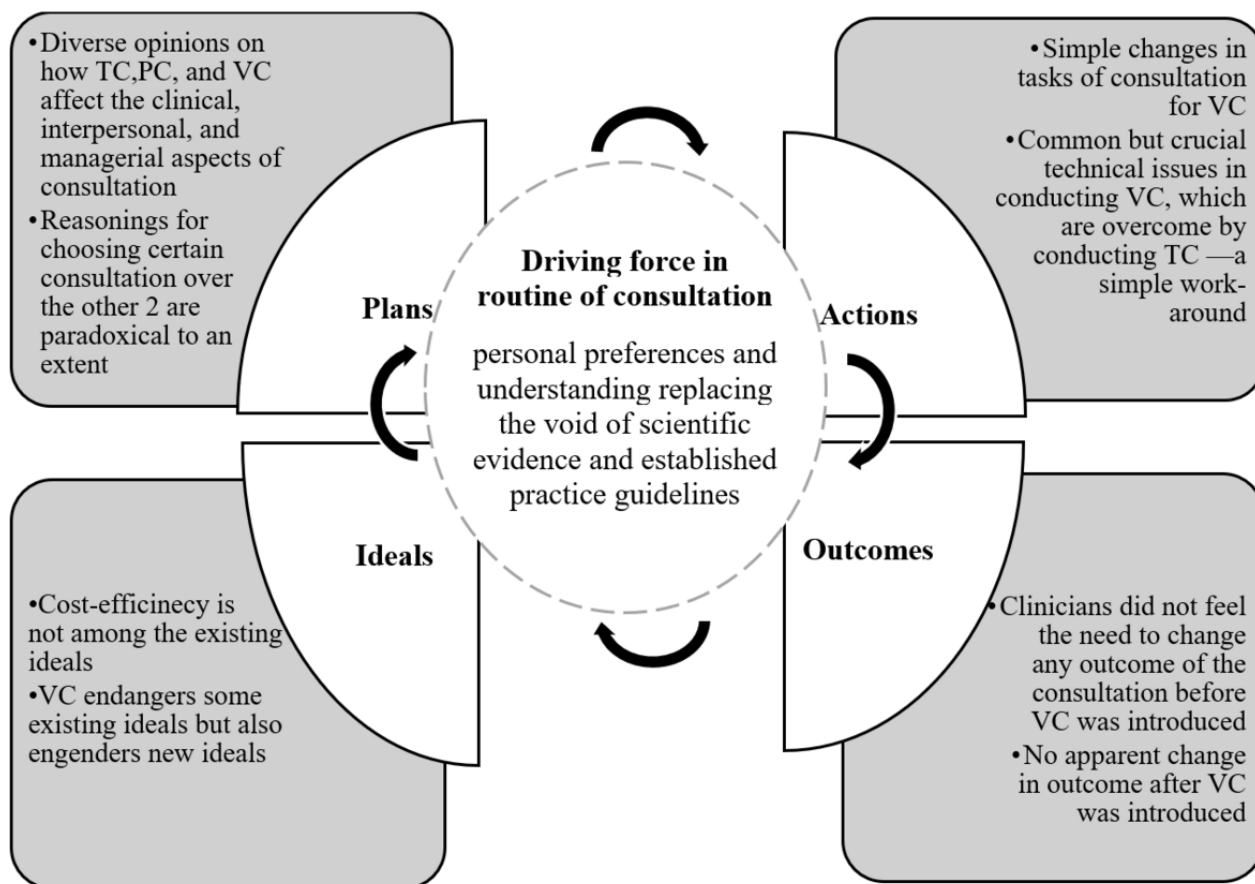 •Diverse opinions on
how TC,PC, and VC
affect the clinical,
interpersonal, and
managerial aspects of
consultation
•Reasonings for
choosing certain
consultation over
the other 2 are
paradoxical to an
extent
Plans
•Simple changes in
tasks of consultation
for VC
•Common but crucial
technical issues in
conducting VC, which
are overcome by
conducting TC —a
simple work-
around
Actions
Driving force in
routine of consultation
personal preferences and
understanding replacing
the void of scientific
evidence and established
practice guidelines
Ideals
•Cost-efficinecy is
not among the existing
ideals
•VC endangers some
existing ideals but also
engenders new ideals
Outcomes
•Clinicians did not feel
the need to change
any outcome of the
consultation before
VC was introduced
•No apparent change
in outcome after VC
was introduced